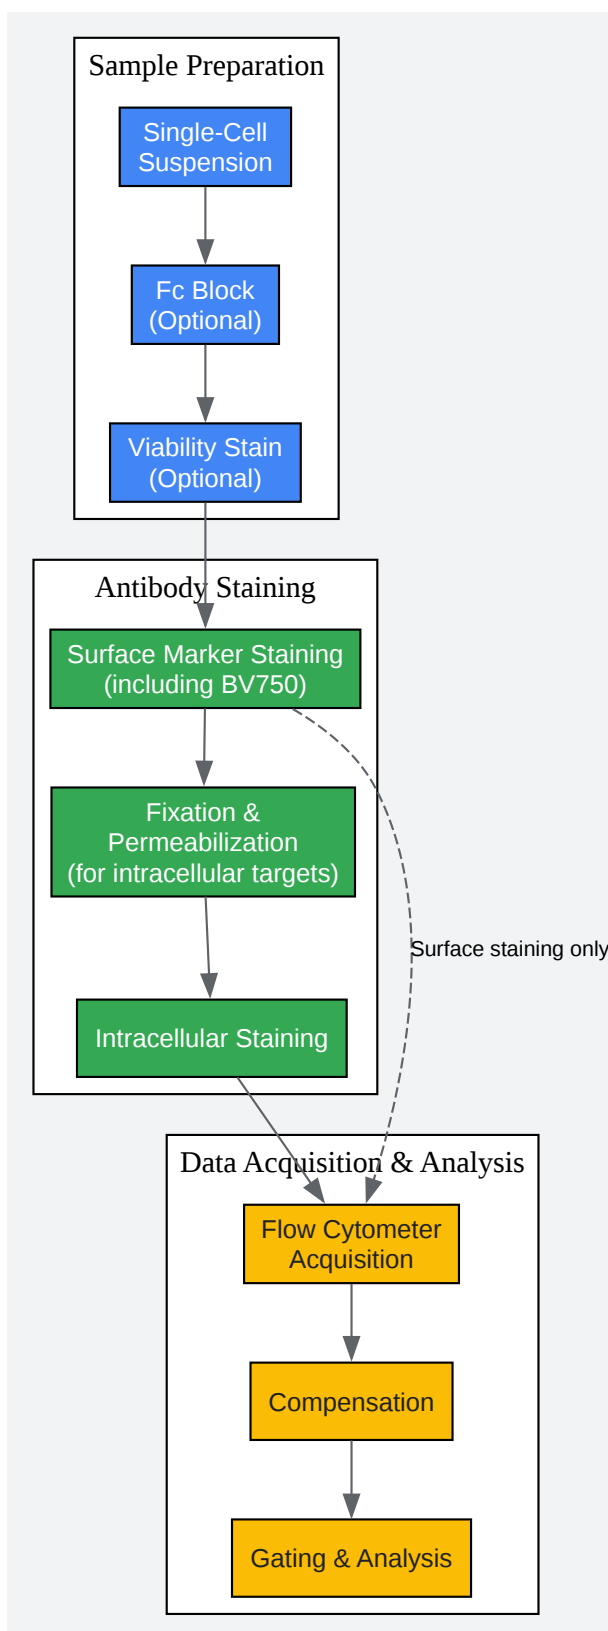 Sample Preparation
Single-Cell
Suspension
Fc Block
(Optional)
Viability Stain
(Optional)
Antibody Staining
Surface Marker Staining
(including BV750)
Fixation &
Permeabilization
(for intracellular targets)
Surface staining only
Intracellular Staining
Data Acquisition & Analysis
Flow Cytometer
Acquisition
Compensation
Gating & Analysis